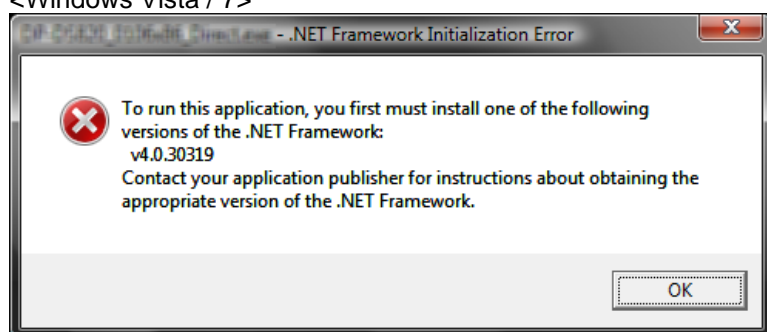 <Windows Vista / 7>
- .NET Framework Initialization Error
To run this application, you first must install one of the following
versions of the .NET Framework:
v4.0.30319
Contact your application publisher for instructions about obtaining the
appropriate version of the .NET Framework.
OK